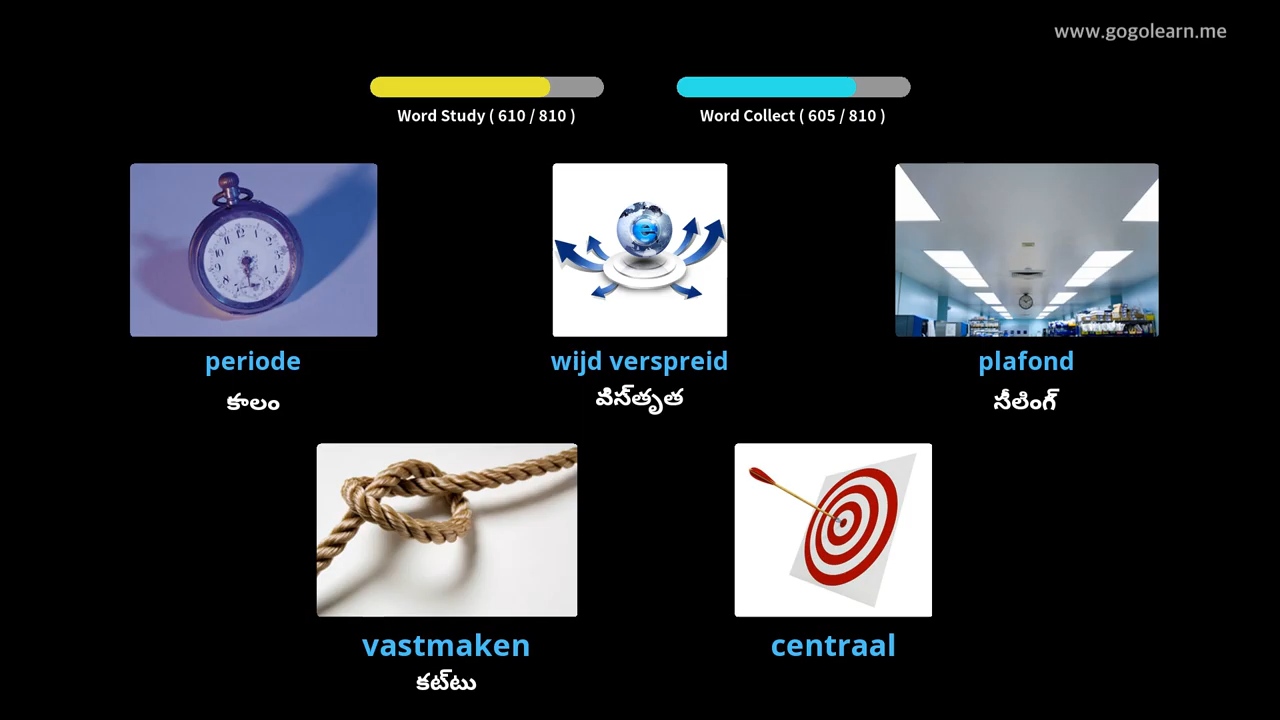 www.gogolearn.me
Word Study ( 610 / 810 )
Word Collect ( 605 / 810 )
periode
wijd verspreid
plafond
కాలం
విస్తృత
సీలింగ్
vastmaken
centraal
కట్టు